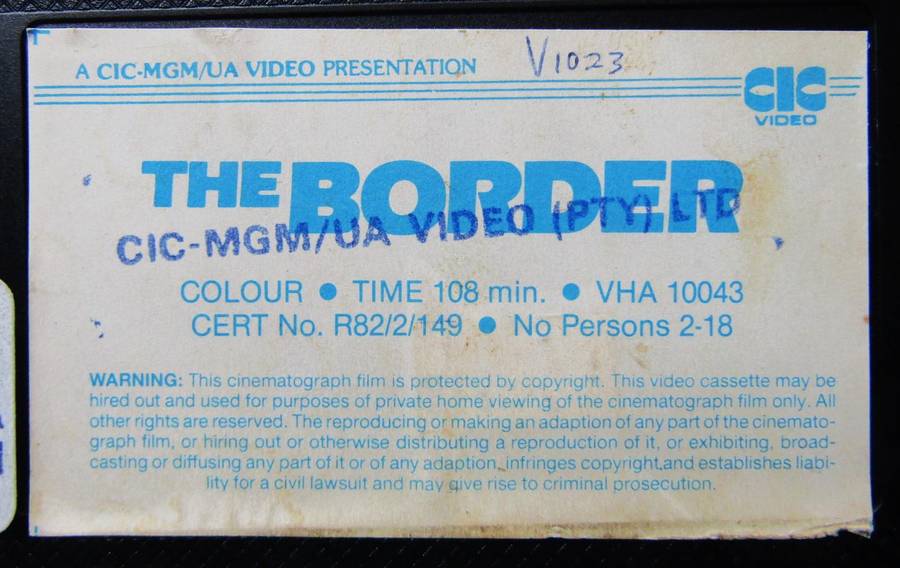 A CIC-MGM/UA VIDEO PRESENTATION
V1023
CIC
VIDEO
THE BORDER
CIC-MGM/UA VIDEO (PTY) LTD
COLOUR ● TIME 108 min. ● VHA 10043
CERT No. R82/2/149 ● No Persons 2-18
WARNING: This cinematograph film is protected by copyright. This video cassette may be
hired out and used for purposes of private home viewing of the cinematograph film only. All
other rights are reserved. The reproducing or making an adaption of any part of the cinemato-
graph film, or hiring out or otherwise distributing a reproduction of it, or exhibiting, broad-
casting or diffusing any part of it or of any adaption, infringes copyright,and establishes liabi-
lity for a civil lawsuit and may give rise to criminal prosecution.